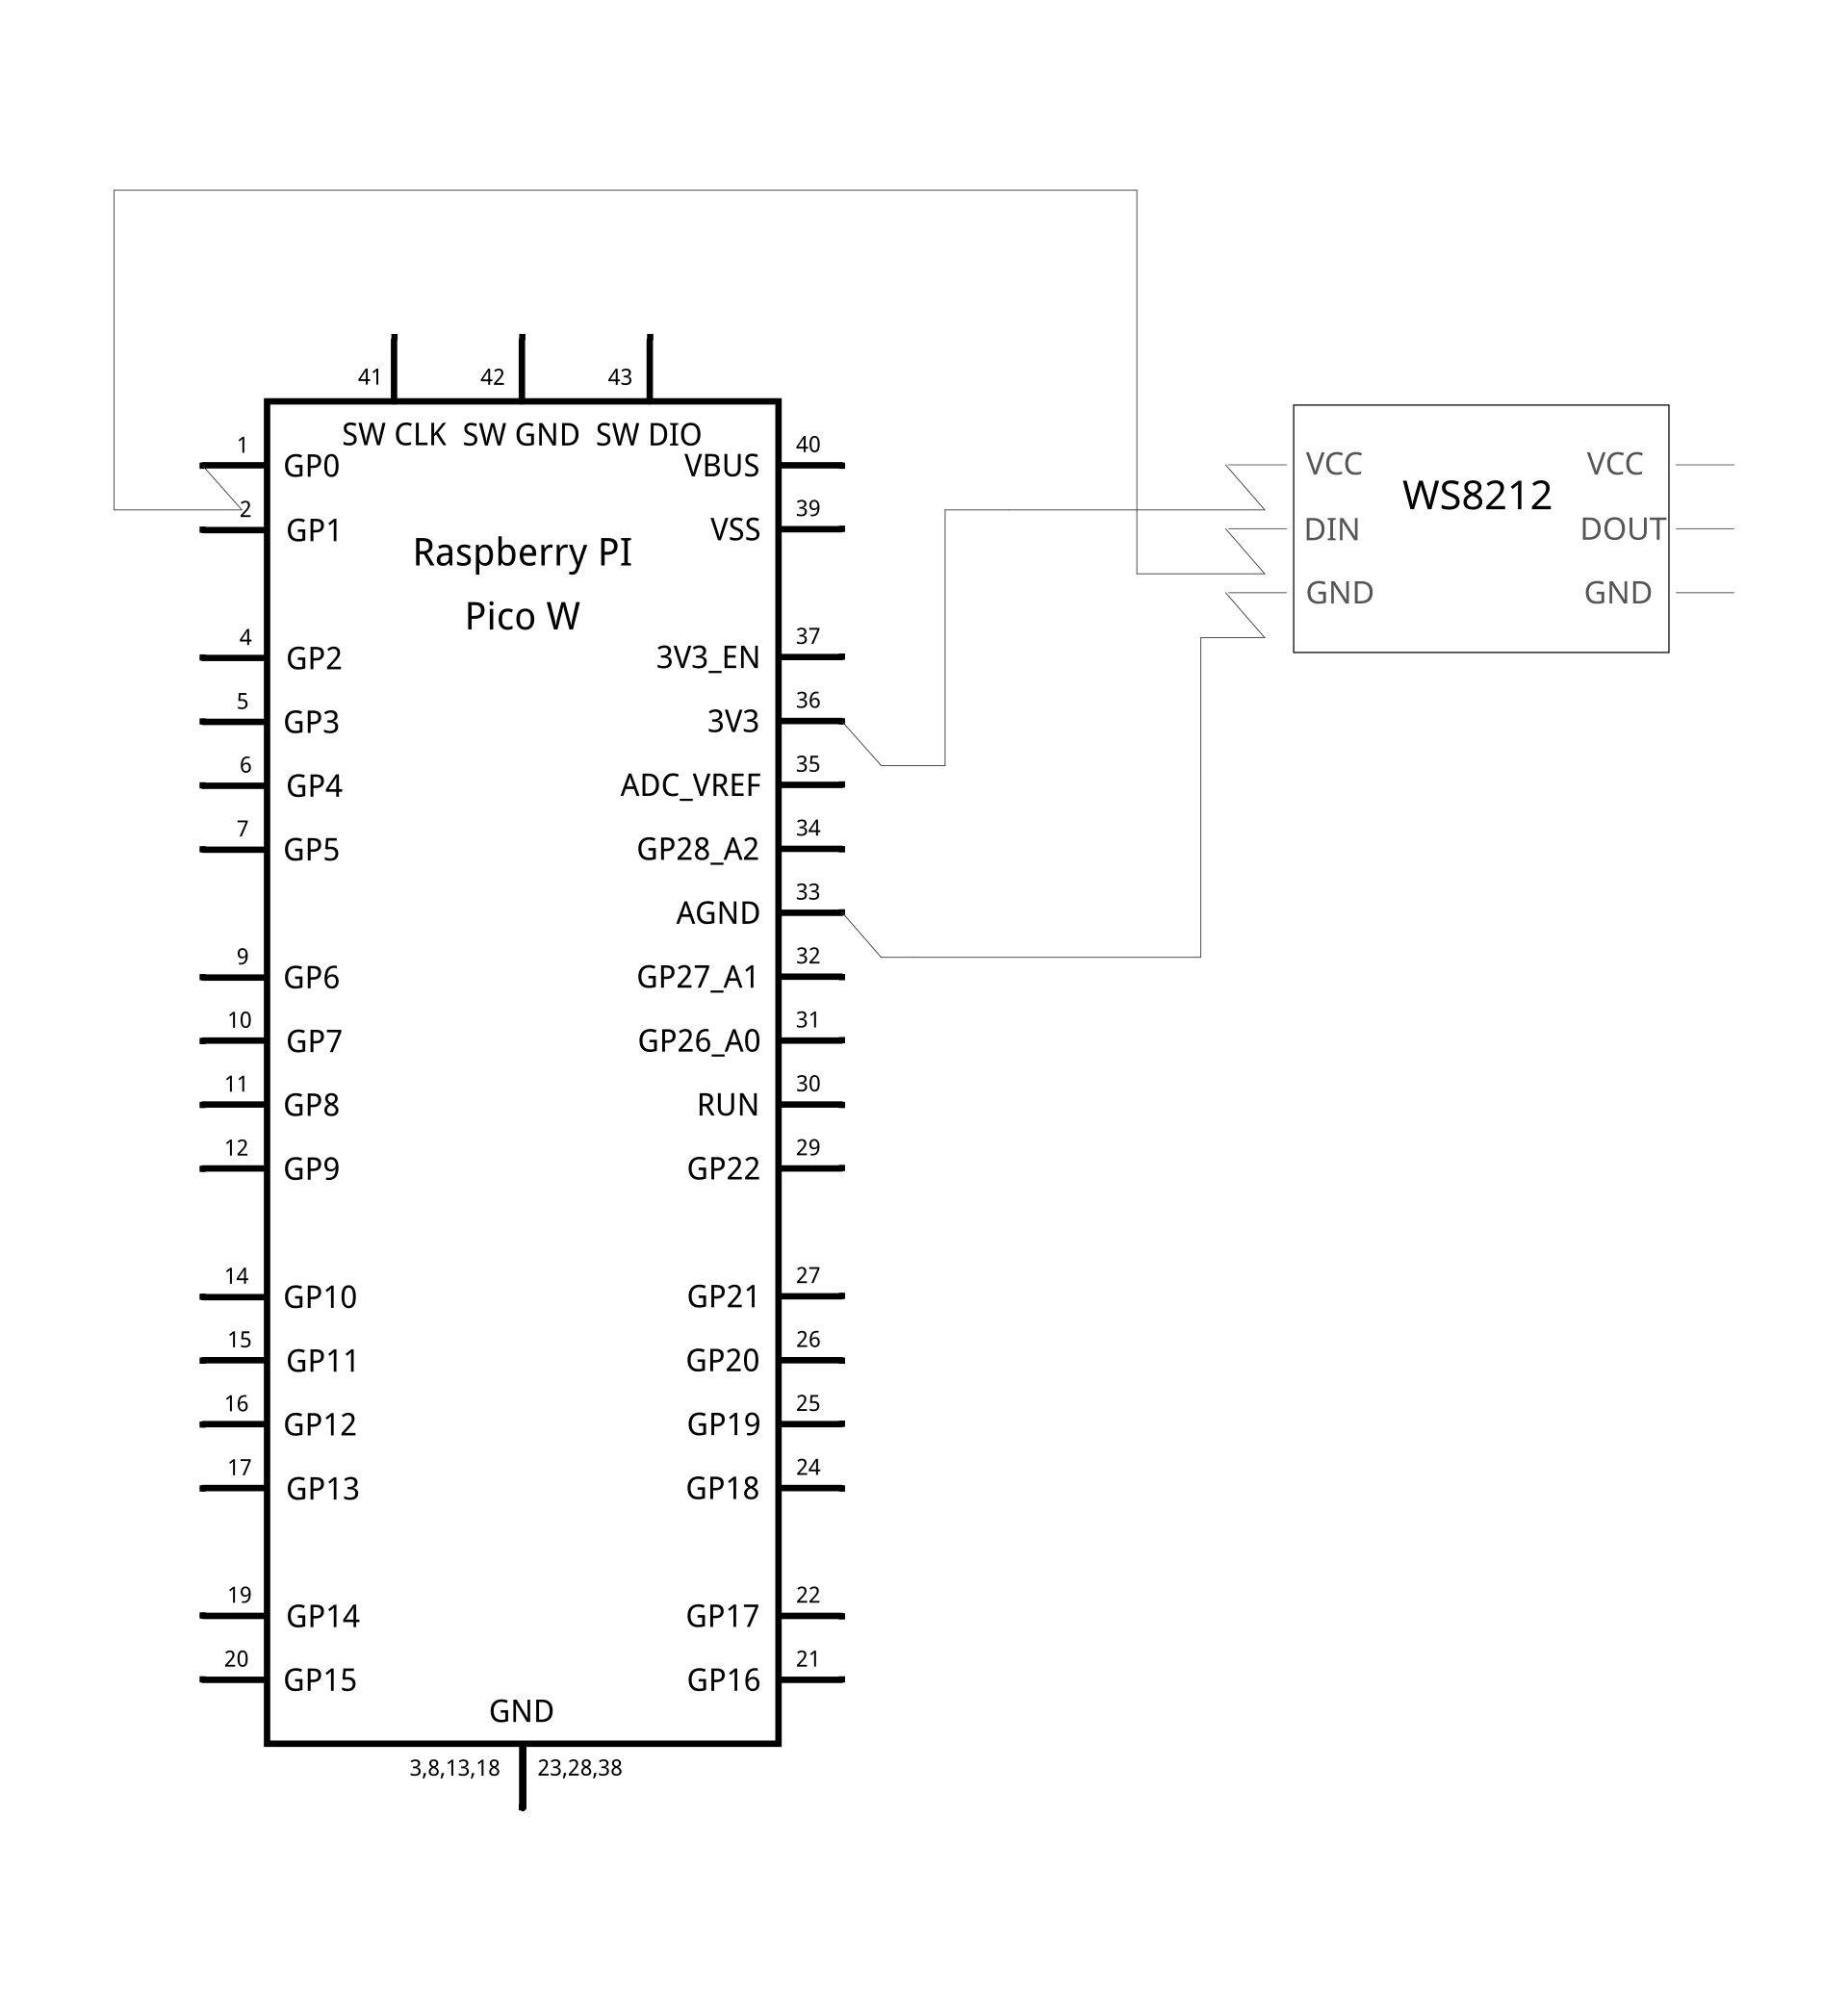 41 42 43
SW CLK SW GND SW DIO
1 GP0 VBUS 40
2 GP1 VSS 39
Raspberry PI
Pico W
4 GP2 3V3_EN 37
5 GP3 3V3 36
6 GP4 ADC_VREF 35
7 GP5 GP28_A2 34
AGND 33
9 GP6 GP27_A1 32
10 GP7 GP26_A0 31
11 GP8 RUN 30
12 GP9 GP22 29
14 GP10 GP21 27
15 GP11 GP20 26
16 GP12 GP19 25
17 GP13 GP18 24
19 GP14 GP17 22
20 GP15 GP16 21
GND
3,8,13,18 23,28,38
VCC VCC
WS8212
DIN DOUT
GND GND